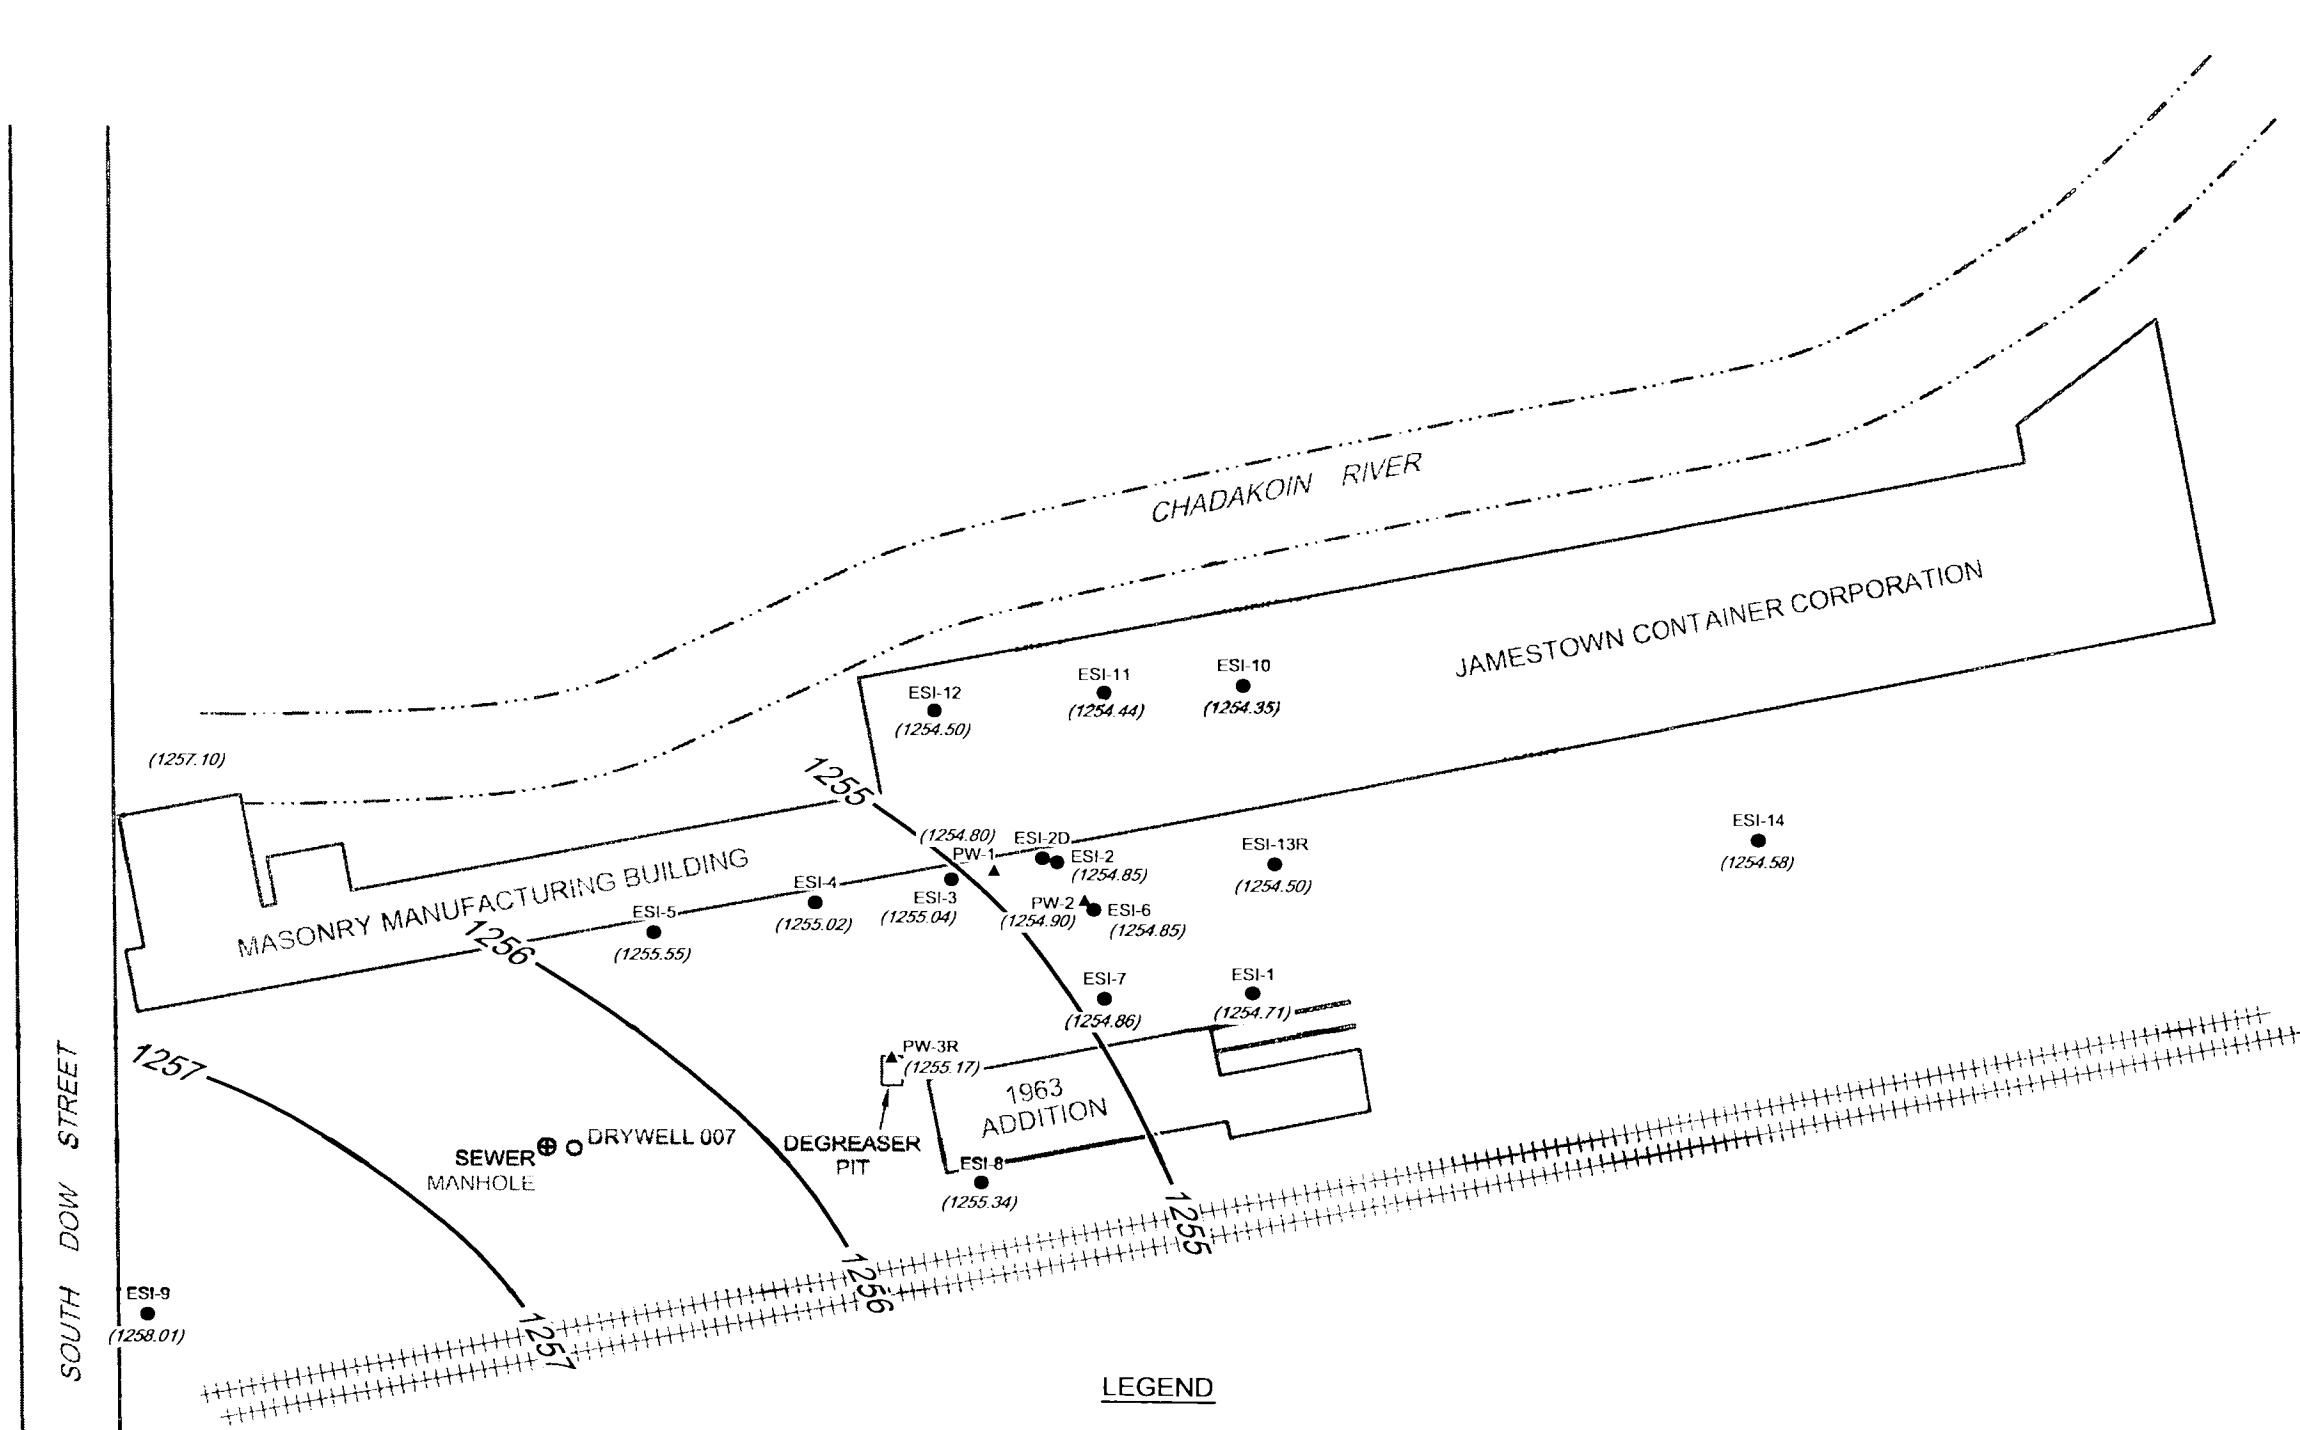 CHADAKOIN RIVER
JAMESTOWN CONTAINER CORPORATION
ESI-10
(1254.35)
ESI-11
(1254.44)
ESI-12
(1254.50)
(1257.10)
1255
(1254.80)
PW-1
ESI-2D
ESI-2
(1254.85)
ESI-13R
(1254.50)
ESI-14
(1254.58)
MASONRY MANUFACTURING BUILDING
ESI-4
(1255.02)
ESI-3
(1255.04)
ESI-5
(1255.55)
PW-2
(1254.90)
ESI-6
(1254.85)
1256
ESI-7
(1254.86)
ESI-1
(1254.71)
1257
PW-3R
(1255.17)
1963
ADDITION
DEGREASER
PIT
DRYWELL 007
SEWER
MANHOLE
ESI-8
(1255.34)
1255
1256
1257
ESI-9
(1258.01)
SOUTH DOW STREET
LEGEND